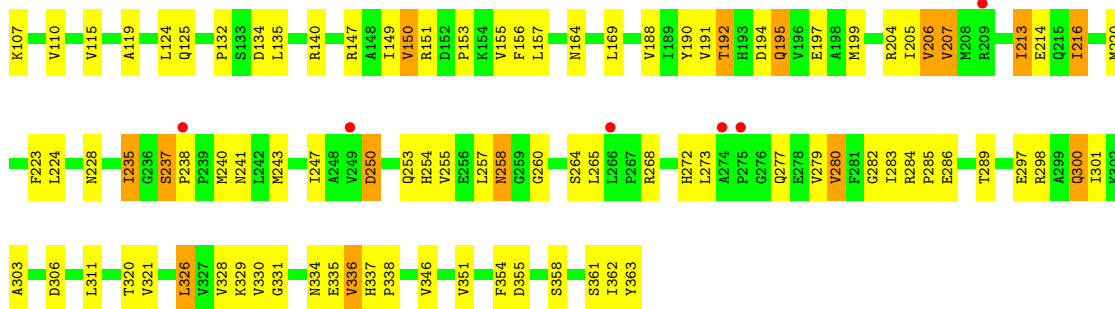 K107 V110 V115 A119 L124 Q125 P132 S133 D134 L135 R140 R147 A148 I149 V150 R151 D152 P153 K154 V155 F156 L157 N164 L169 V188 I189 Y190 V191 T192 H193 D194 Q195 V196 E197 A198 M199 R204 I205 V206 V207 M208 R209 I213 E214 Q215 I216
F223 L224 N228 I235 G236 S237 P238 P239 M240 N241 L242 M243 I247 A248 V249 D250 Q253 H254 V255 E256 L257 N258 G259 G260 S264 L265 L266 P267 R268 H272 L273 A274 P275 G276 Q277 E278 V279 V280 F281 G282 I283 R284 P285 E286 T289 E297 R298 A299 Q300 I301
A303 D306 L311 T320 V321 L326 V327 V328 K329 V330 G331 N334 E335 V336 H337 P338 V346 V351 F354 D355 S358 S361 I362 Y363